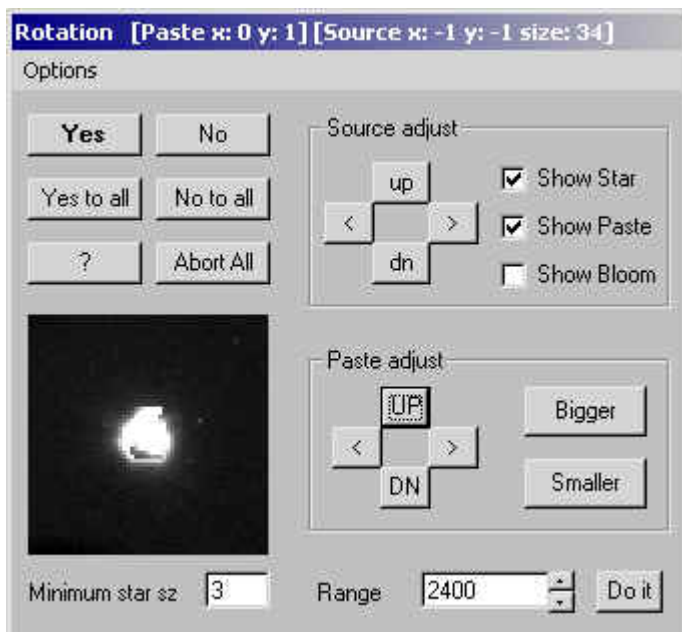 Rotation [Paste x: 0 y: 1] [Source x: -1 y: -1 size: 34]
Options
Yes No
Yes to all No to all
? Abort All
Source adjust
up
< >
dn
Show Star
Show Paste
Show Bloom
Paste adjust
UP
< >
DN
Bigger
Smaller
Minimum star sz 3 Range 2400 Do it